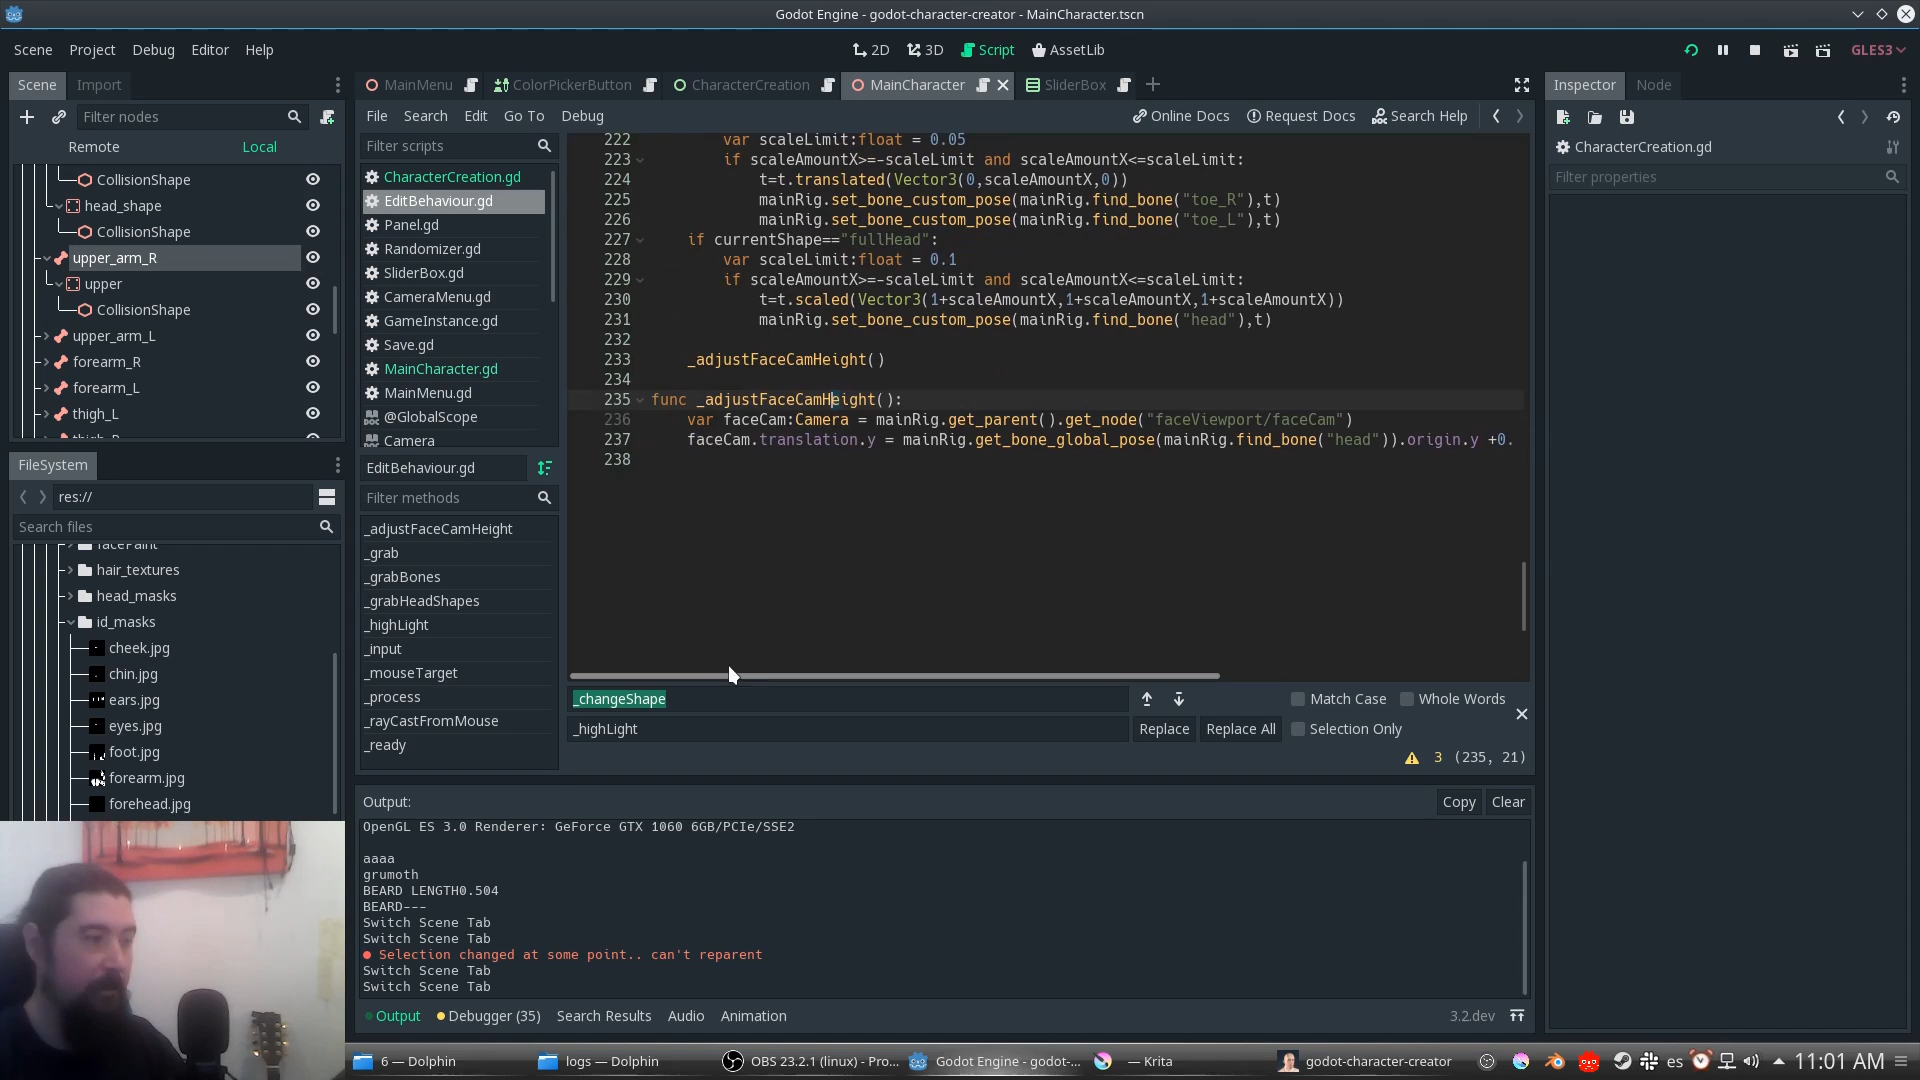 Godot Engine - godot-character-creator - MainCharacter.tscn
Scene Project Debug Editor Help
2D 3D Script AssetLib
GLES3
Scene Import
MainMenu ColorPickerButton CharacterCreation MainCharacter SliderBox
Inspector Node
Filter nodes
File Search Edit Go To Debug
Online Docs Request Docs Search Help
Remote Local
Filter scripts
CharacterCreation.gd
Filter properties
CollisionShape
head_shape
CollisionShape
upper_arm_R
upper
CollisionShape
upper_arm_L
forearm_R
forearm_L
thigh_L
CharacterCreation.gd
EditBehaviour.gd
Panel.gd
Randomizer.gd
SliderBox.gd
CameraMenu.gd
GameInstance.gd
Save.gd
MainCharacter.gd
MainMenu.gd
@GlobalScope
Camera
EditBehaviour.gd
Filter methods
_adjustFaceCamHeight
_grab
_grabBones
_grabHeadShapes
_highLight
_input
_mouseTarget
_process
_rayCastFromMouse
_ready
222 var scaleLimit:float = 0.05
223 if scaleAmountX>=-scaleLimit and scaleAmountX<=scaleLimit:
224 t=t.translated(Vector3(0,scaleAmountX,0))
225 mainRig.set_bone_custom_pose(mainRig.find_bone("toe_R"),t)
226 mainRig.set_bone_custom_pose(mainRig.find_bone("toe_L"),t)
227 if currentShape=="fullHead":
228 var scaleLimit:float = 0.1
229 if scaleAmountX>=-scaleLimit and scaleAmountX<=scaleLimit:
230 t=t.scaled(Vector3(1+scaleAmountX,1+scaleAmountX,1+scaleAmountX))
231 mainRig.set_bone_custom_pose(mainRig.find_bone("head"),t)
232
233 _adjustFaceCamHeight()
234
235 func _adjustFaceCamHeight():
236 var faceCam:Camera = mainRig.get_parent().get_node("faceViewport/faceCam")
237 faceCam.translation.y = mainRig.get_bone_global_pose(mainRig.find_bone("head")).origin.y +0.
238
_changeShape
Match Case Whole Words
_highLight
Replace Replace All Selection Only
3 (235, 21)
FileSystem
res://
Search files
facePaint
hair_textures
head_masks
id_masks
cheek.jpg
chin.jpg
ears.jpg
eyes.jpg
foot.jpg
forearm.jpg
forehead.jpg
Output:
Copy Clear
OpenGL ES 3.0 Renderer: GeForce GTX 1060 6GB/PCIe/SSE2
aaaa
grumoth
BEARD LENGTH0.504
BEARD---
Switch Scene Tab
Switch Scene Tab
Selection changed at some point.. can't reparent
Switch Scene Tab
Switch Scene Tab
Output Debugger (35) Search Results Audio Animation
3.2.dev
6 — Dolphin
logs — Dolphin
OBS 23.2.1 (linux) - Pro...
Godot Engine - godot-...
— Krita
godot-character-creator
es
11:01 AM